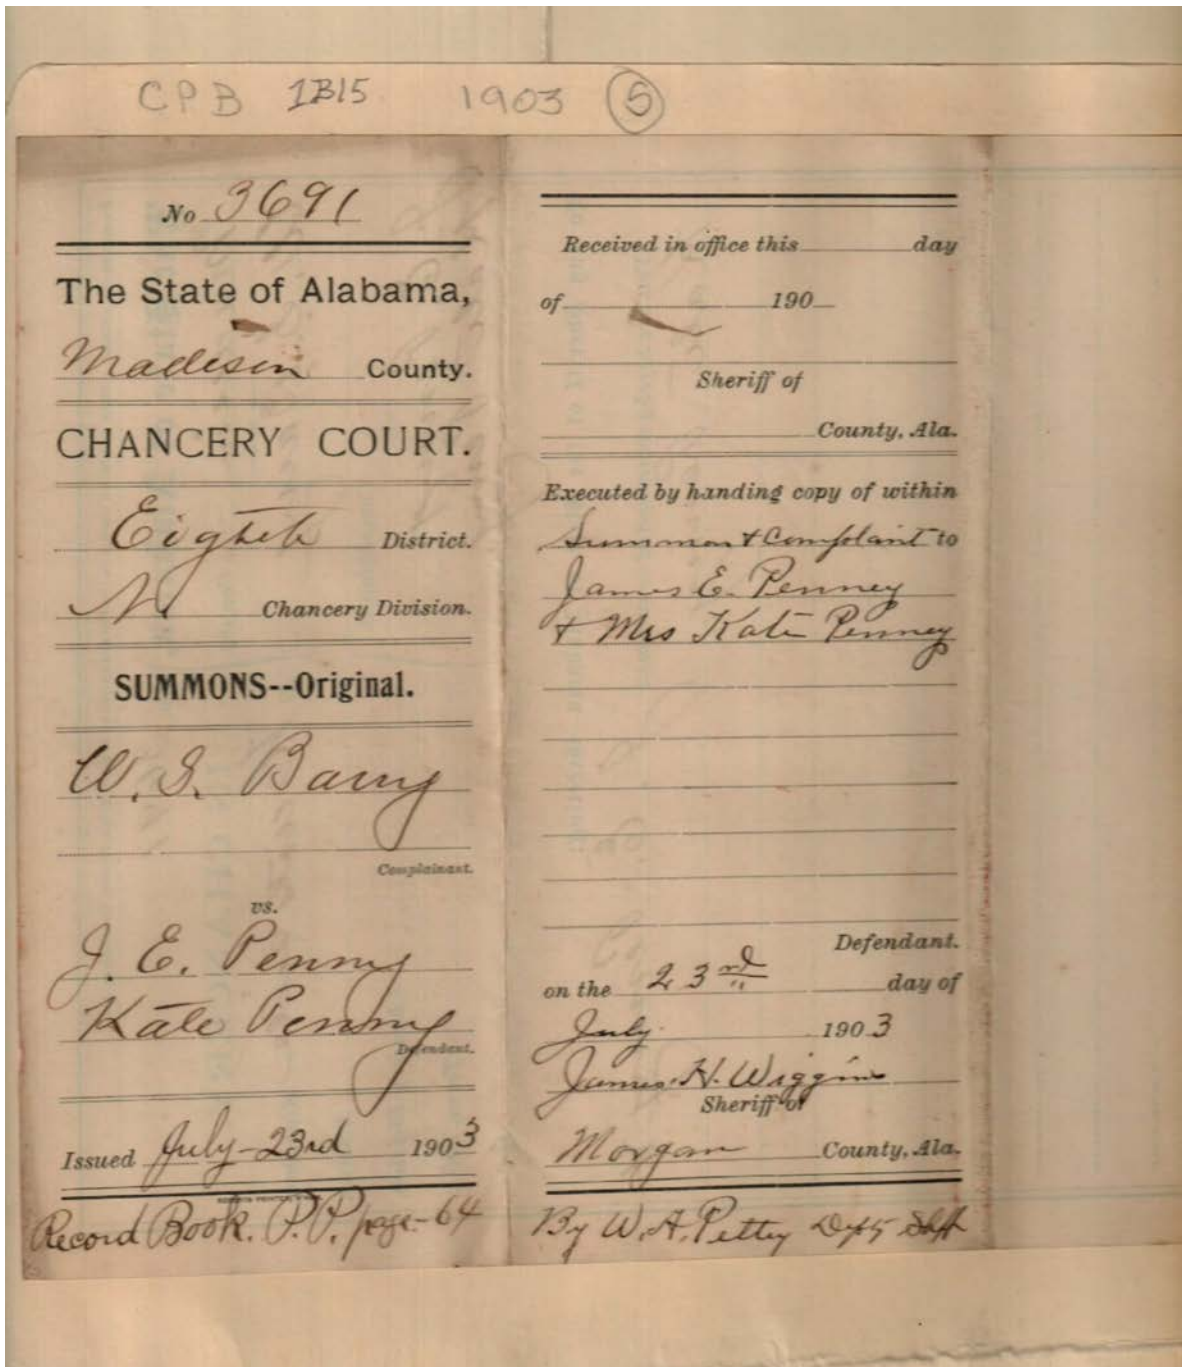 CPB 1B15 1903 5
No 3691
The State of Alabama,
Madison County.
CHANCERY COURT.
Eighth District.
N Chancery Division.
SUMMONS--Original.
W. I. Barry
Complainant.
vs.
J. E. Penny
Kate Penny
Defendant.
Issued July-23rd 1903
Record Book. P.P. page-64
Received in office this day
of 190
Sheriff of
County, Ala.
Executed by handing copy of within
Summons & Complaint to
James E. Penney
& Mrs Kate Penney
Defendant.
on the 23rd day of
July 1903
James H. Wiggins
Sheriff of
Morgan County, Ala.
By W. A. Pettey Dpty Shff